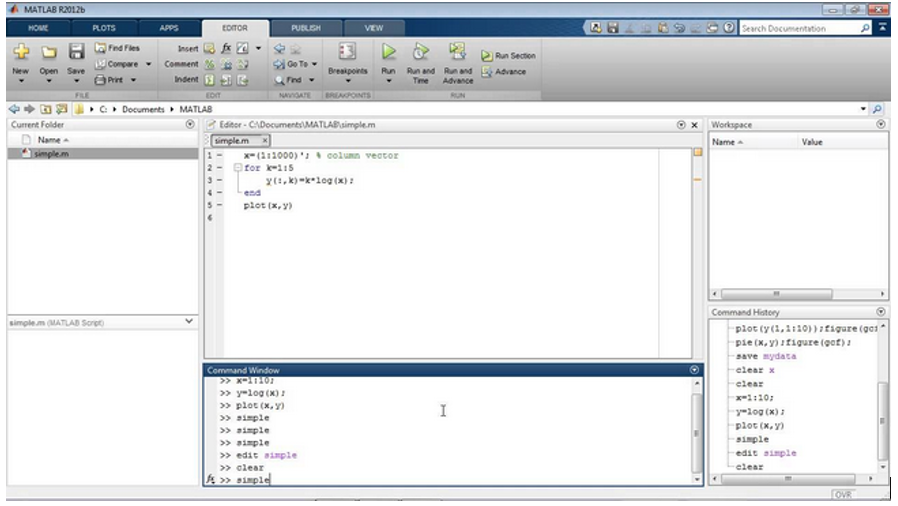 MATLAB R2012b
HOME PLOTS APPS EDITOR PUBLISH VIEW
Search Documentation
New Open Save
Find Files
Compare
Print
FILE
Insert fx
Comment
Indent
EDIT
Go To
Find
NAVIGATE
Breakpoints
BREAKPOINTS
Run
Run and Time
Run and Advance
Run Section
Advance
RUN
C: Documents MATLAB
Current Folder
Name
simple.m
simple.m (MATLAB Script)
Editor - C:\Documents\MATLAB\simple.m
simple.m x
1 - x=(1:1000)'; % column vector
2 - for k=1:5
3 - y(:,k)=k*log(x);
4 - end
5 - plot(x,y)
6
Command Window
>> x=1:10;
>> y=log(x);
>> plot(x,y)
>> simple
>> simple
>> simple
>> edit simple
>> clear
fx >> simple
Workspace
Name Value
Command History
plot(y(1,1:10));figure(gcf
pie(x,y);figure(gcf);
save mydata
clear x
clear
x=1:10;
y=log(x);
plot(x,y)
simple
edit simple
clear
OVR